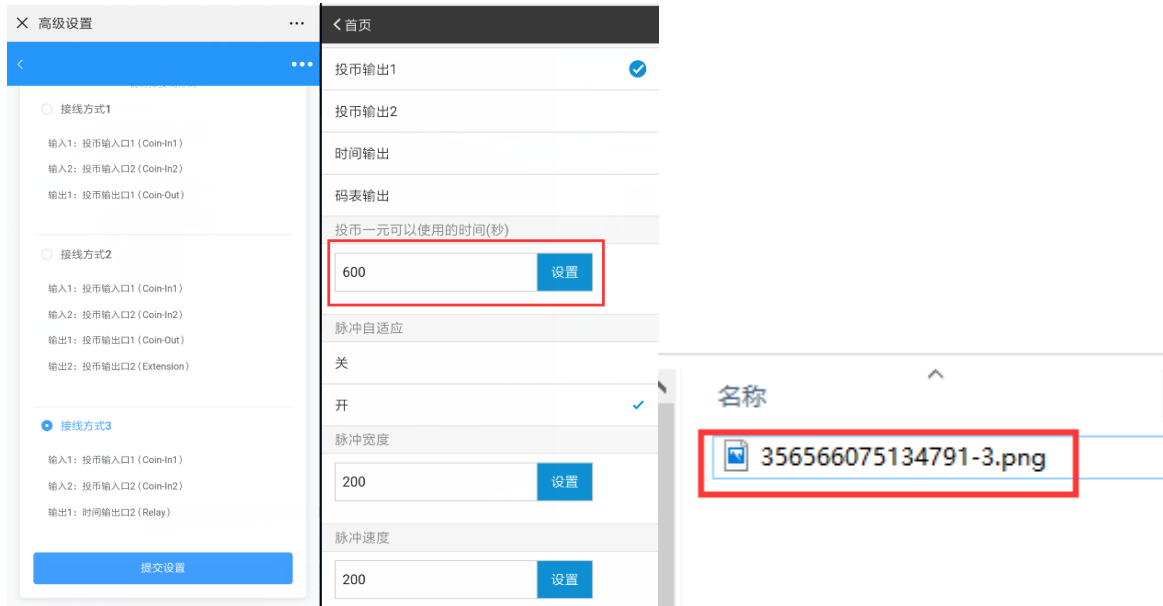 高级设置
接线方式1
输入1：投币输入口1（Coin-In1）
输入2：投币输入口2（Coin-In2）
输出1：投币输出口1（Coin-Out）
接线方式2
输入1：投币输入口1（Coin-In1）
输入2：投币输入口2（Coin-In2）
输出1：投币输出口1（Coin-Out）
输出2：投币输出口2（Extension）
接线方式3
输入1：投币输入口1（Coin-In1）
输入2：投币输入口2（Coin-In2）
输出1：时间输出口2（Relay）
提交设置
首页
投币输出1
投币输出2
时间输出
码表输出
投币一元可以使用的时间(秒)
600 设置
脉冲自适应
关
开
脉冲宽度
200 设置
脉冲速度
200 设置
名称
356566075134791-3.png